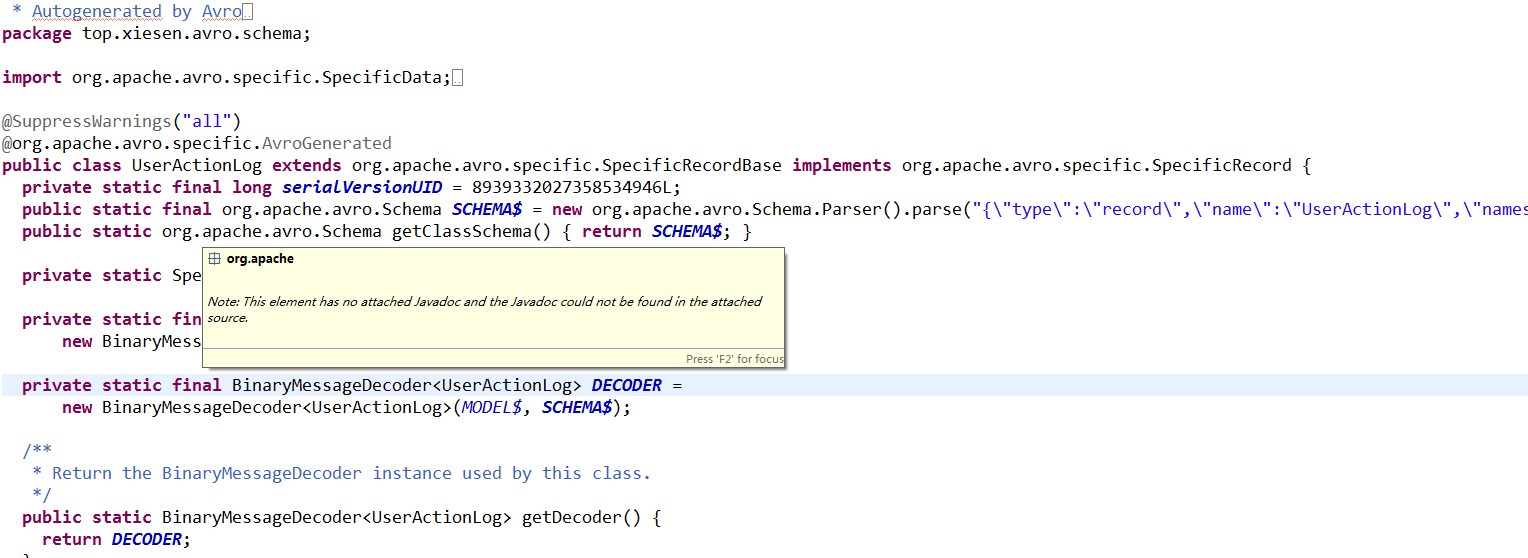 * Autogenerated by Avro
package top.xiesen.avro.schema;
import org.apache.avro.specific.SpecificData;
@SuppressWarnings("all")
@org.apache.avro.specific.AvroGenerated
public class UserActionLog extends org.apache.avro.specific.SpecificRecordBase implements org.apache.avro.specific.SpecificRecord {
private static final long serialVersionUID = 8939332027358534946L;
public static final org.apache.avro.Schema SCHEMA$ = new org.apache.avro.Schema.Parser().parse("{\"type\":\"record\",\"name\":\"UserActionLog\",\"names
public static org.apache.avro.Schema getClassSchema() { return SCHEMA$; }
org.apache
private static Spe
Note: This element has no attached Javadoc and the Javadoc could not be found in the attached
source.
private static fin
new BinaryMess
Press 'F2' for focus
private static final BinaryMessageDecoder<UserActionLog> DECODER =
new BinaryMessageDecoder<UserActionLog>(MODEL$, SCHEMA$);
/**
* Return the BinaryMessageDecoder instance used by this class.
*/
public static BinaryMessageDecoder<UserActionLog> getDecoder() {
return DECODER;